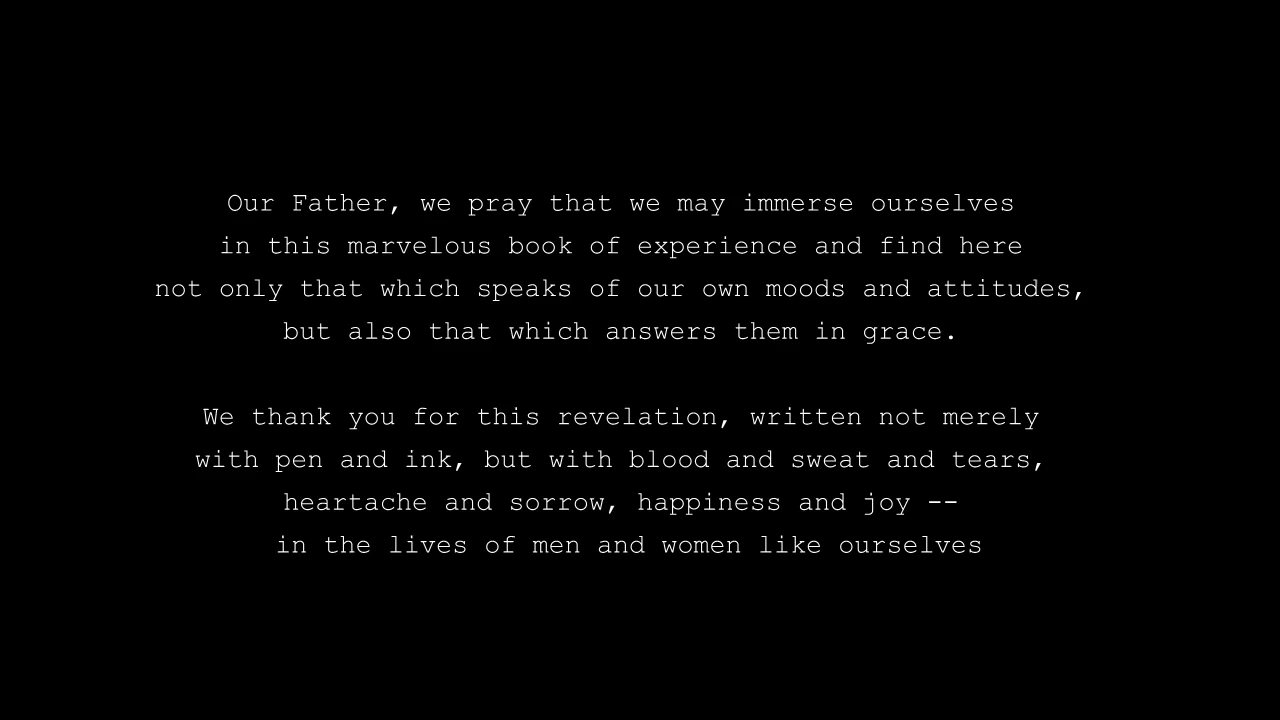 Our Father, we pray that we may immerse ourselves
in this marvelous book of experience and find here
not only that which speaks of our own moods and attitudes,
but also that which answers them in grace.
We thank you for this revelation, written not merely
with pen and ink, but with blood and sweat and tears,
heartache and sorrow, happiness and joy --
in the lives of men and women like ourselves